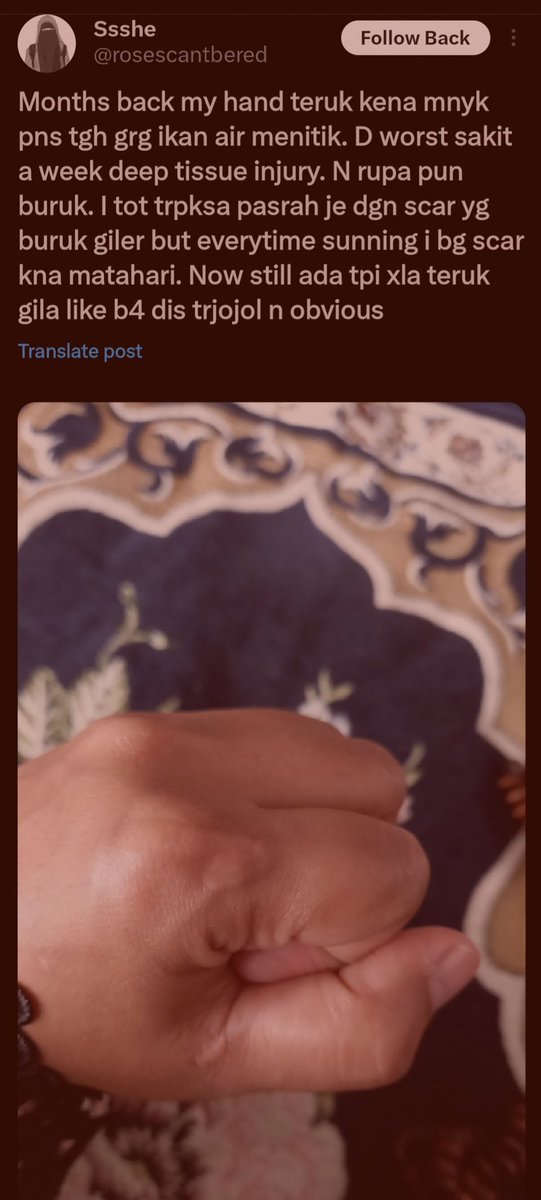 Ssshe
Follow Back
@rosescantbered
Months back my hand teruk kena mnyk
pns tgh grg ikan air menitik. D worst sakit
a week deep tissue injury. N rupa pun
buruk. I tot trpksa pasrah je dgn scar yg
buruk giler but everytime sunning i bg scar
kna matahari. Now still ada tpi xla teruk
gila like b4 dis trjojol n obvious
Translate post